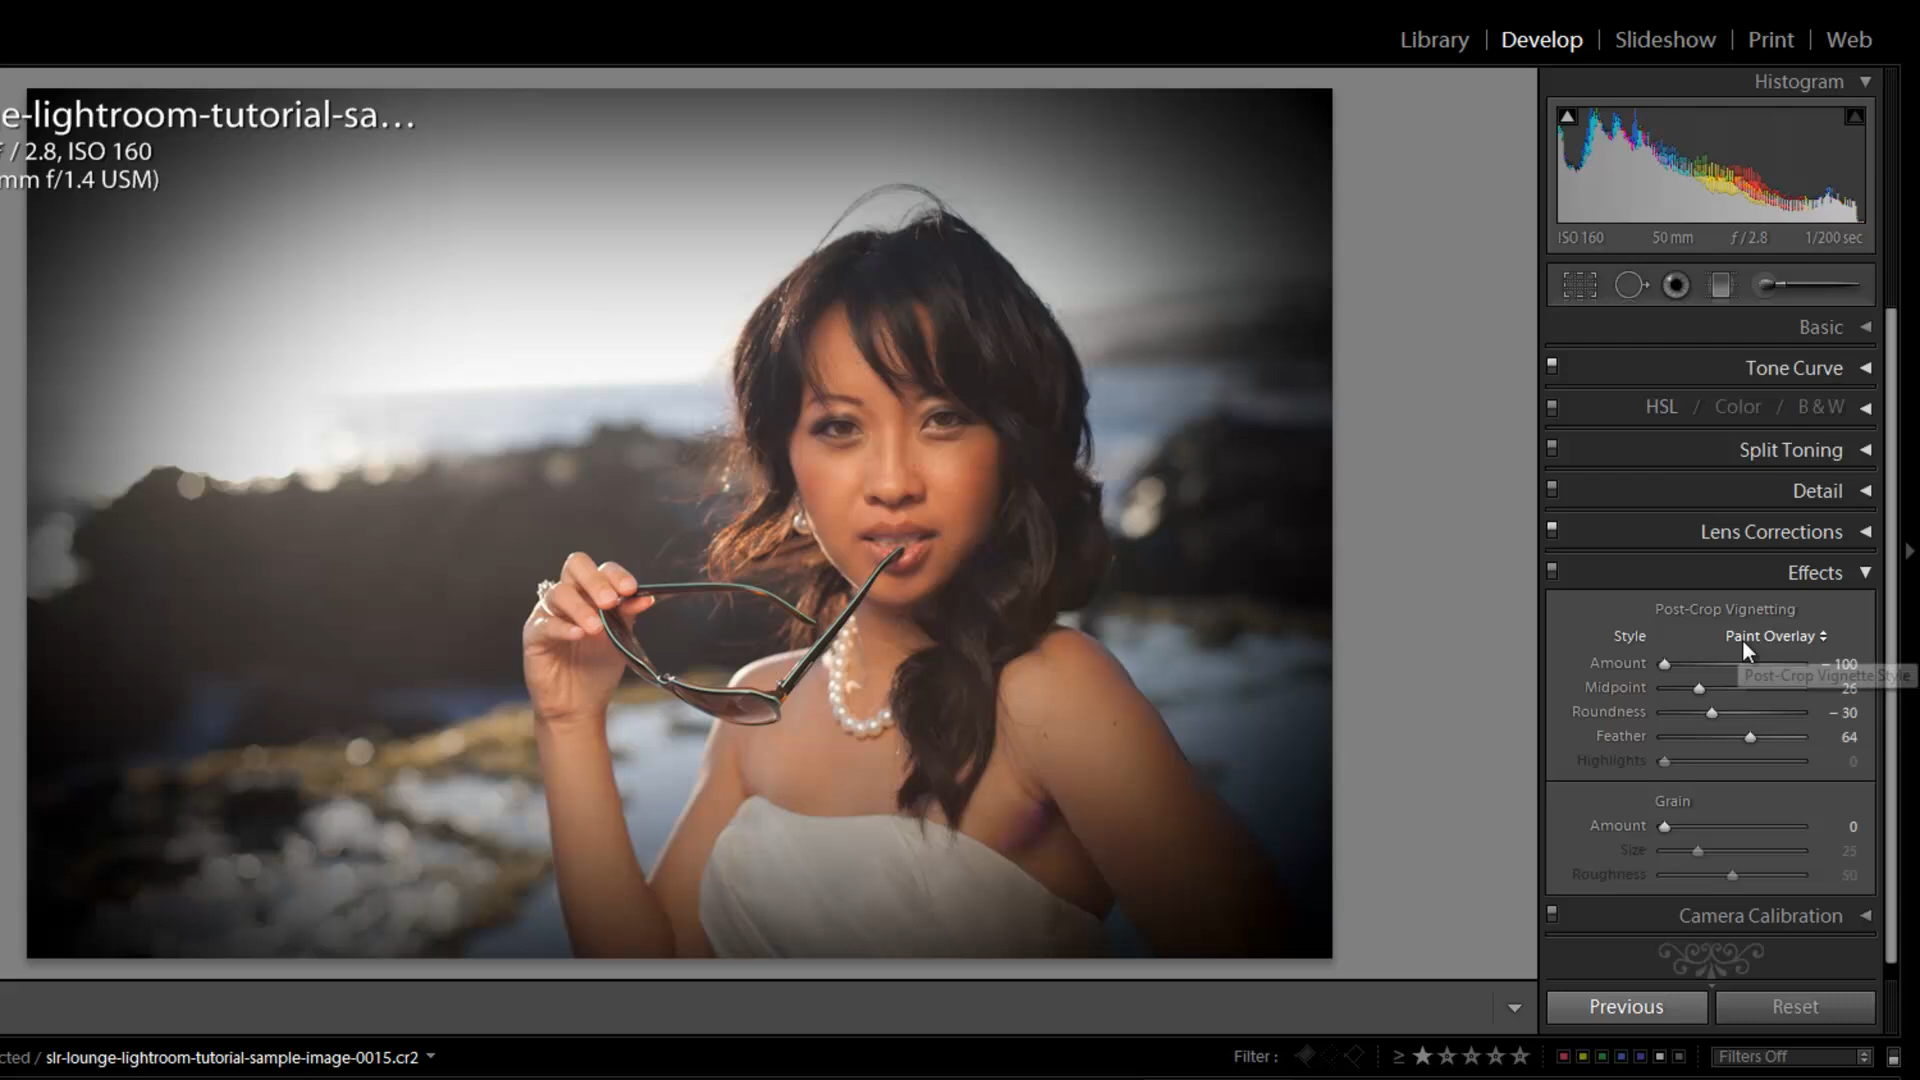 Library | Develop | Slideshow | Print | Web
e-lightroom-tutorial-sa...
f / 2.8, ISO 160
mm f/1.4 USM)
Histogram
ISO 160 50 mm f / 2.8 1/200 sec
Basic
Tone Curve
HSL / Color / B & W
Split Toning
Detail
Lens Corrections
Effects
Post-Crop Vignetting
Style Paint Overlay
Amount - 100
Post-Crop Vignette Style
Midpoint 26
Roundness - 30
Feather 64
Highlights 0
Grain
Amount 0
Size 25
Roughness 50
Camera Calibration
Previous Reset
cted / slr-lounge-lightroom-tutorial-sample-image-0015.cr2
Filter : ≥ Filters Off